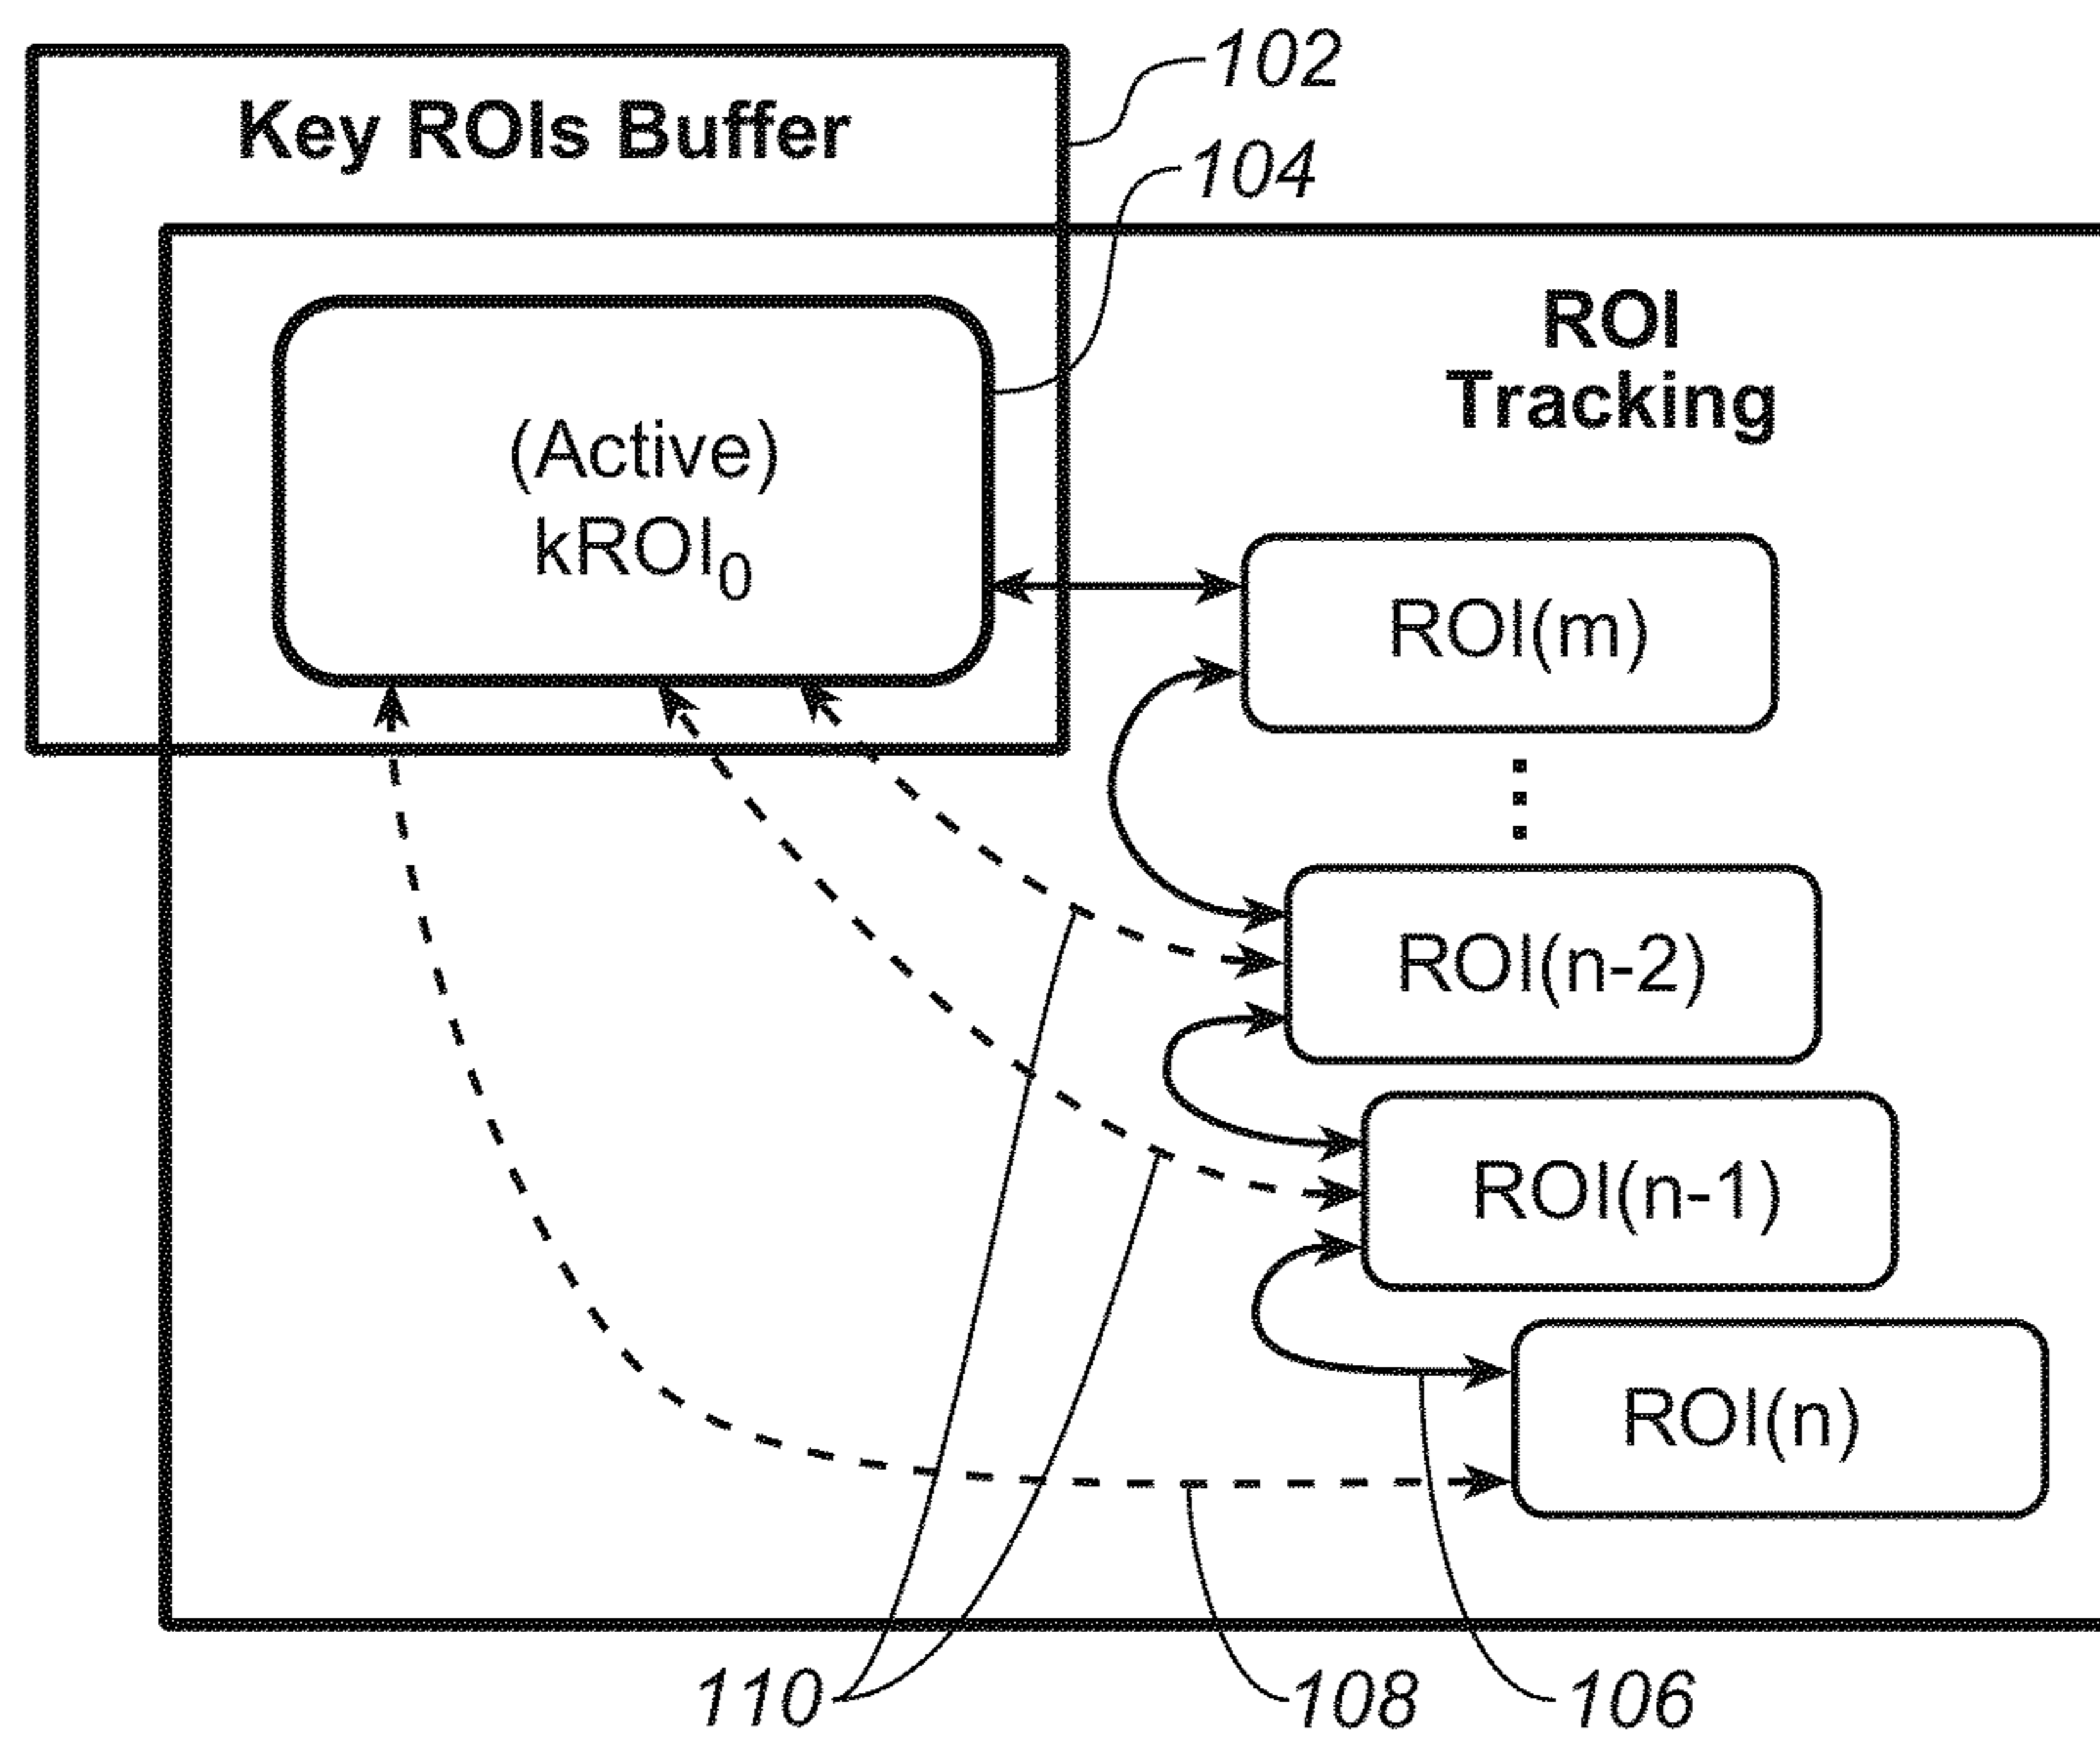 102
Key ROIs Buffer
104
ROI
Tracking
(Active)
kROI₀
ROI(m)
ROI(n-2)
ROI(n-1)
ROI(n)
110
108
106